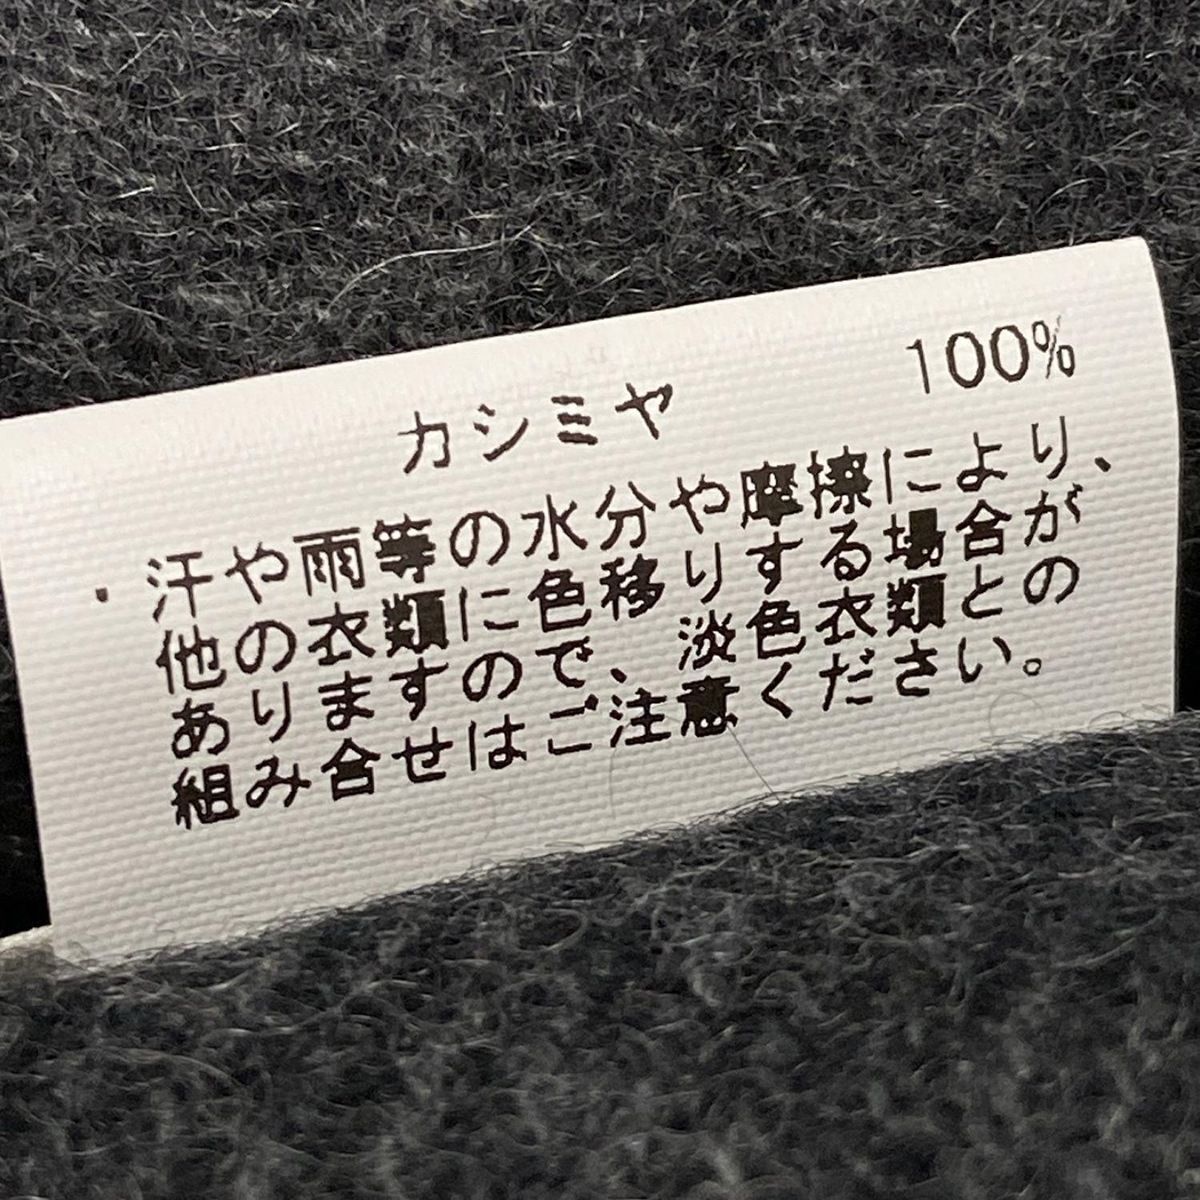 カシミヤ 100%
・汗や雨等の水分や摩擦により、
他の衣類に色移りする場合が
ありますので、淡色衣類との
組み合せはご注意ください。